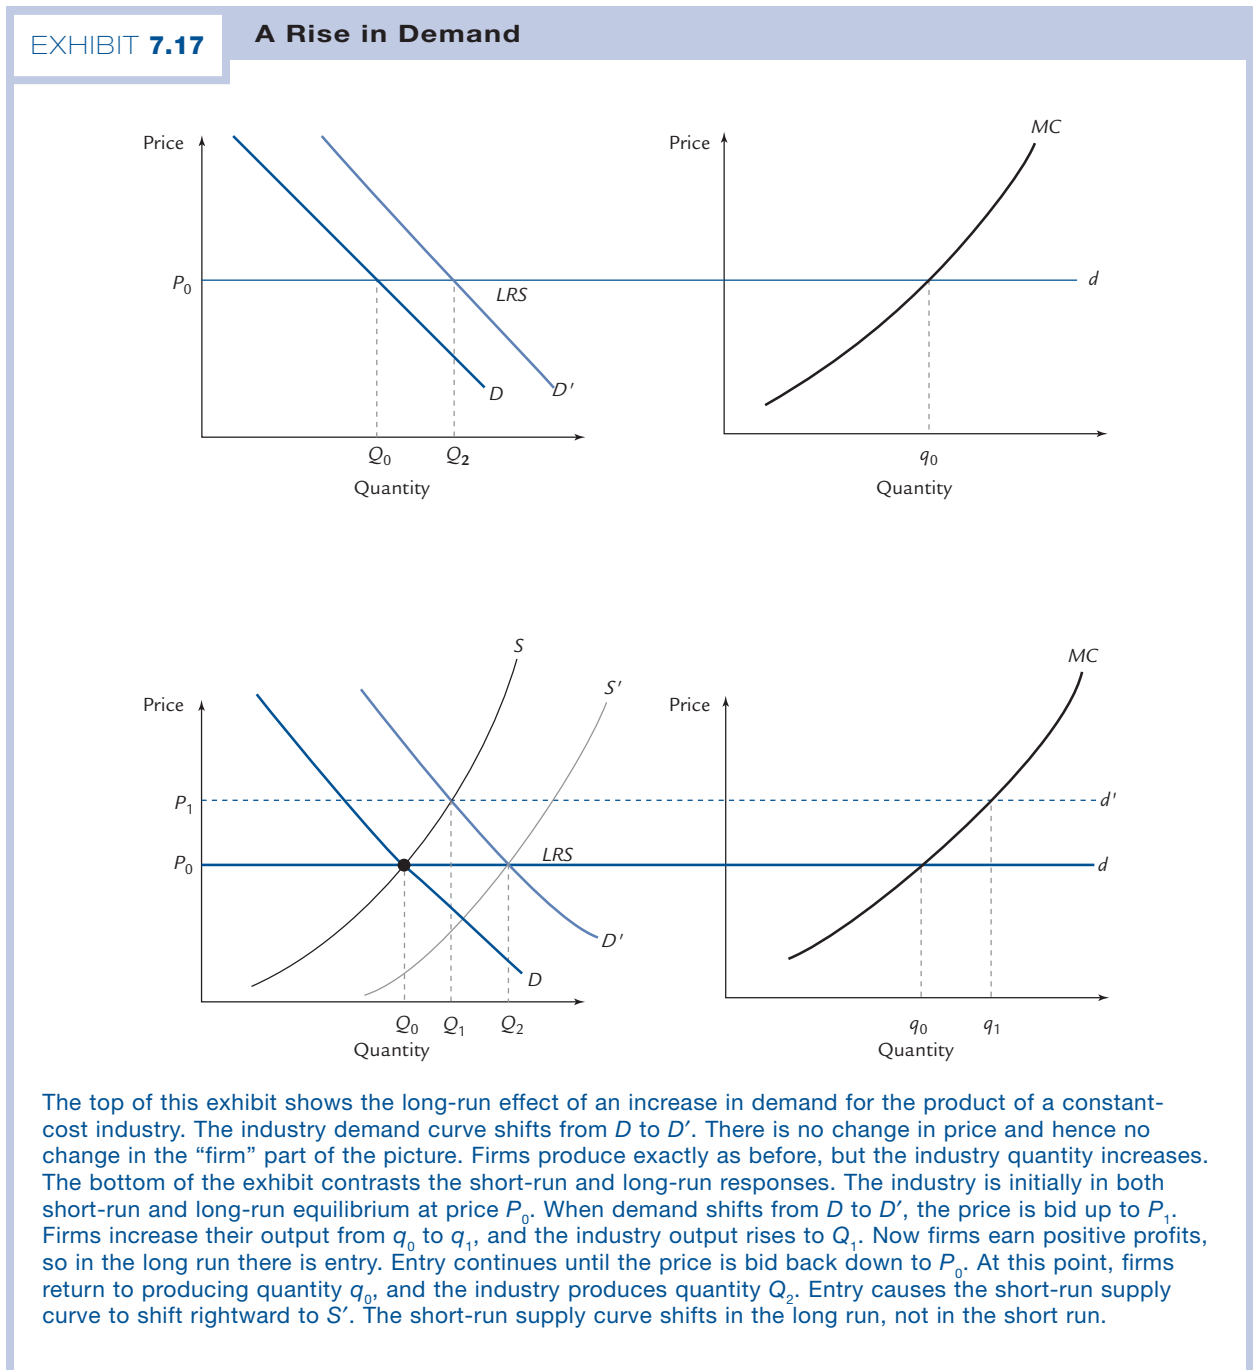 EXHIBIT 7.17
A Rise in Demand
Price
P₀
LRS
D
D'
Q₀
Q₂
Quantity
Price
MC
d
q₀
Quantity
Price
S
S'
P₁
P₀
LRS
D'
D
Q₀
Q₁
Q₂
Quantity
Price
MC
d'
d
q₀
q₁
Quantity
The top of this exhibit shows the long-run effect of an increase in demand for the product of a constant-
cost industry. The industry demand curve shifts from D to D′. There is no change in price and hence no
change in the “firm” part of the picture. Firms produce exactly as before, but the industry quantity increases.
The bottom of the exhibit contrasts the short-run and long-run responses. The industry is initially in both
short-run and long-run equilibrium at price P₀. When demand shifts from D to D′, the price is bid up to P₁.
Firms increase their output from q₀ to q₁, and the industry output rises to Q₁. Now firms earn positive profits,
so in the long run there is entry. Entry continues until the price is bid back down to P₀. At this point, firms
return to producing quantity q₀, and the industry produces quantity Q₂. Entry causes the short-run supply
curve to shift rightward to S′. The short-run supply curve shifts in the long run, not in the short run.